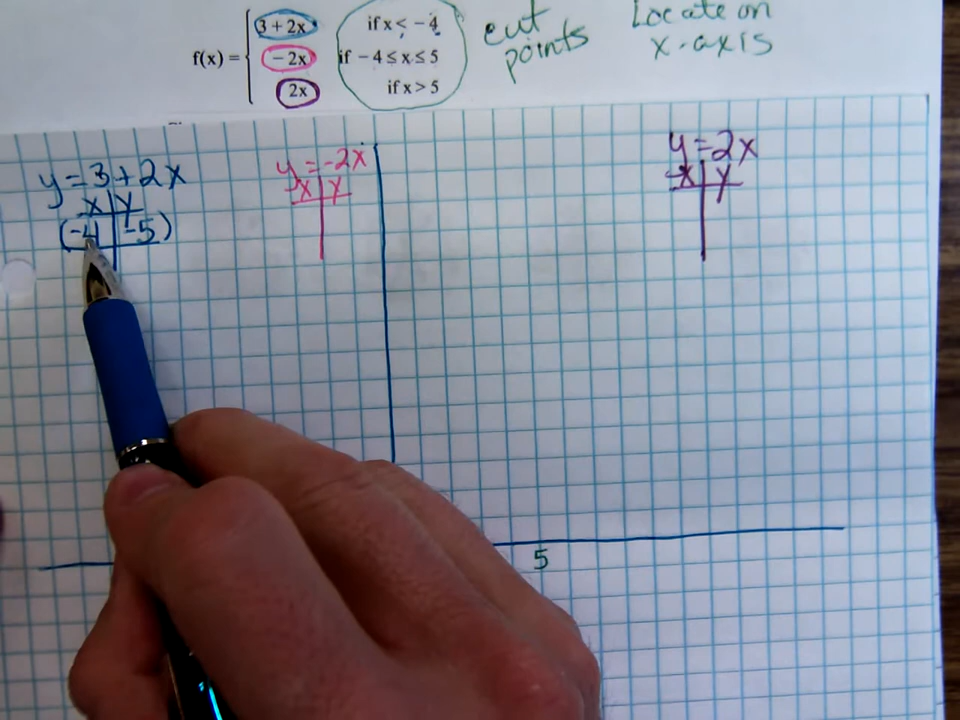 f(x) = { 3 + 2x if x < -4
-2x if -4 ≤ x ≤ 5
2x if x > 5
cut points
Locate on
x-axis
y = 3 + 2x
x | y
(-4 | -5)
y = -2x
x | y
y = 2x
x | y
5